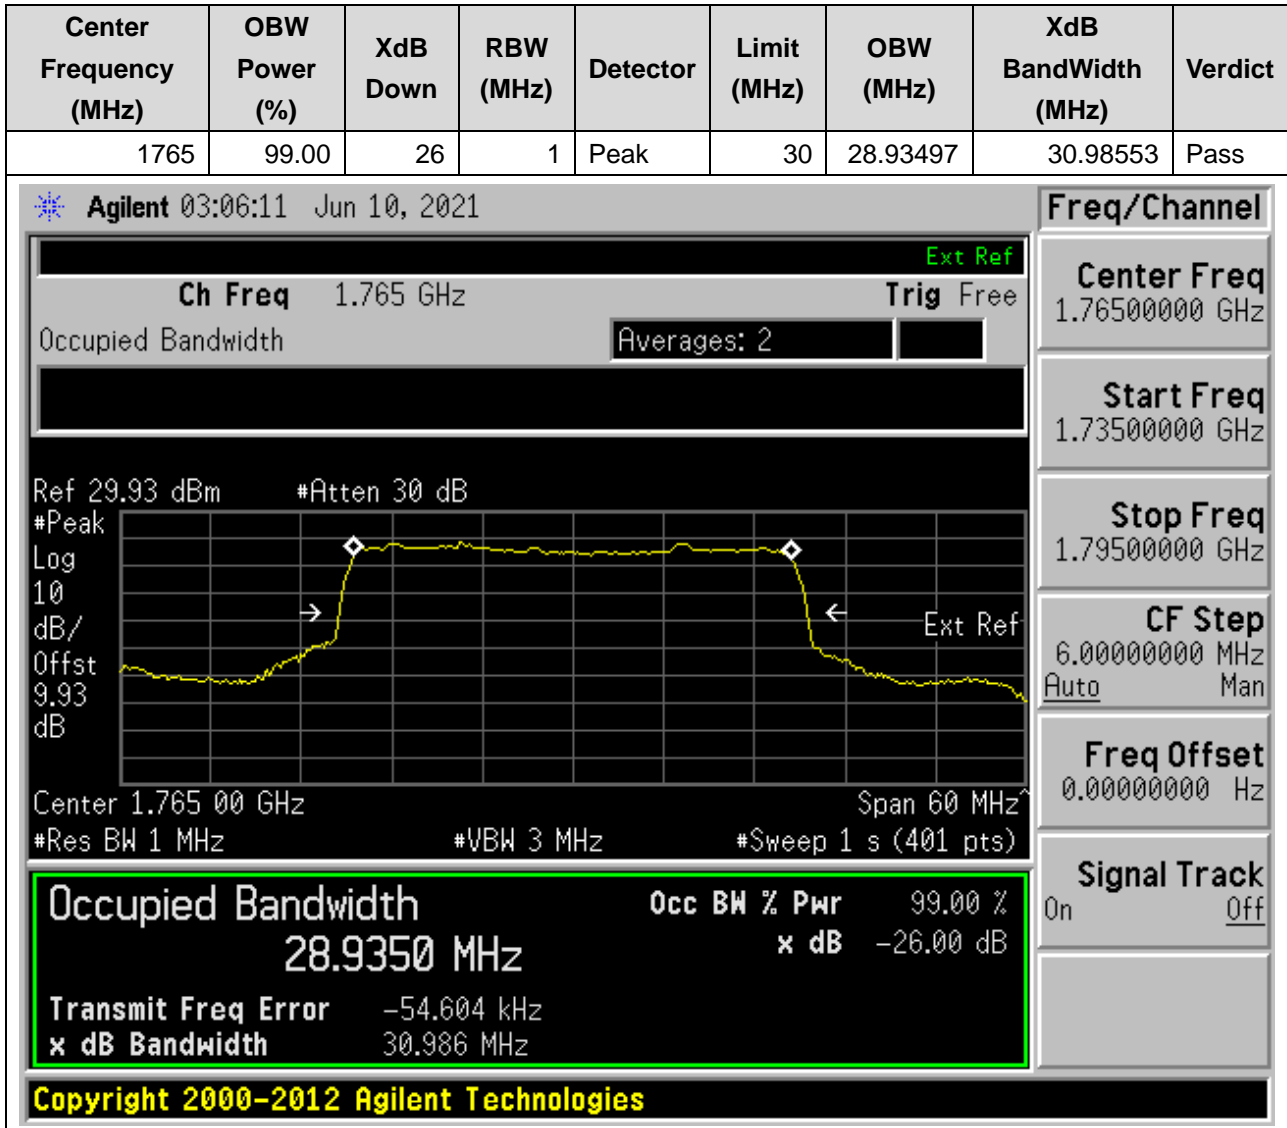 Center Frequency (MHz) OBW Power (%) XdB Down RBW (MHz) Detector Limit (MHz) OBW (MHz) XdB BandWidth (MHz) Verdict
1765 99.00 26 1 Peak 30 28.93497 30.98553 Pass
Agilent 03:06:11 Jun 10, 2021
Ext Ref
Ch Freq 1.765 GHz Trig Free
Occupied Bandwidth Averages: 2
Ref 29.93 dBm #Atten 30 dB
#Peak
Log
10
dB/
Offst
9.93
dB
Ext Ref
Center 1.765 00 GHz Span 60 MHz^
#Res BW 1 MHz #VBW 3 MHz #Sweep 1 s (401 pts)
Occupied Bandwidth Occ BW % Pwr 99.00 %
28.9350 MHz x dB -26.00 dB
Transmit Freq Error -54.604 kHz
x dB Bandwidth 30.986 MHz
Copyright 2000-2012 Agilent Technologies
Freq/Channel
Center Freq
1.76500000 GHz
Start Freq
1.73500000 GHz
Stop Freq
1.79500000 GHz
CF Step
6.00000000 MHz
Auto Man
Freq Offset
0.00000000 Hz
Signal Track
On Off